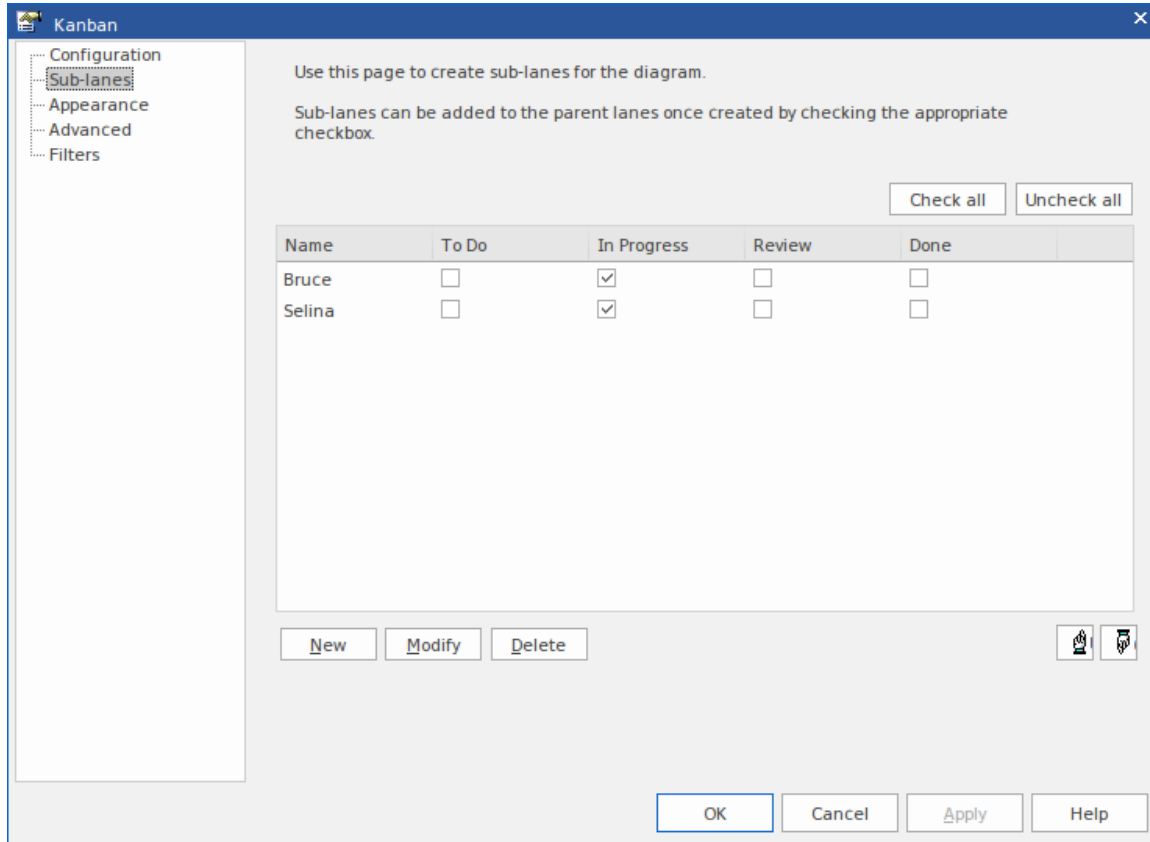 Kanban
Configuration
Sub-lanes
Appearance
Advanced
Filters
Use this page to create sub-lanes for the diagram.
Sub-lanes can be added to the parent lanes once created by checking the appropriate
checkbox.
Check all Uncheck all
Name To Do In Progress Review Done
Bruce
Selina
New Modify Delete
OK Cancel Apply Help